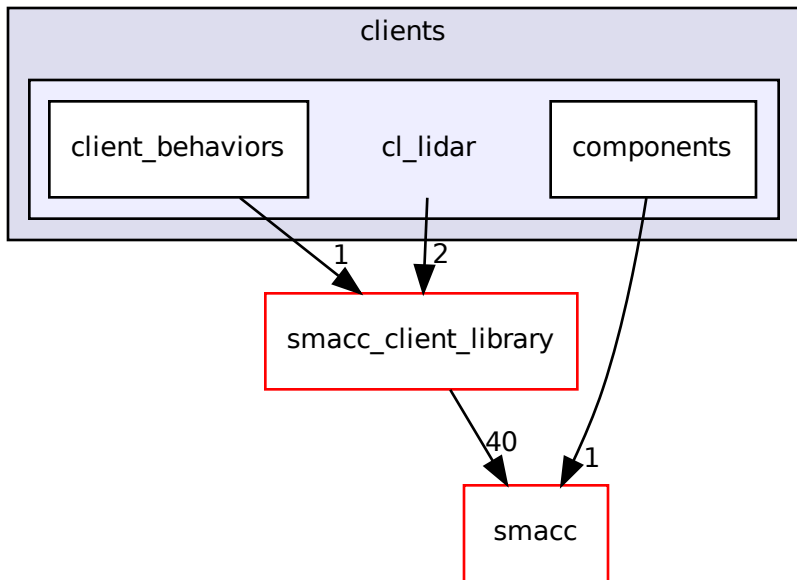 clients
client_behaviors
cl_lidar
components
1
2
smacc_client_library
40
1
smacc